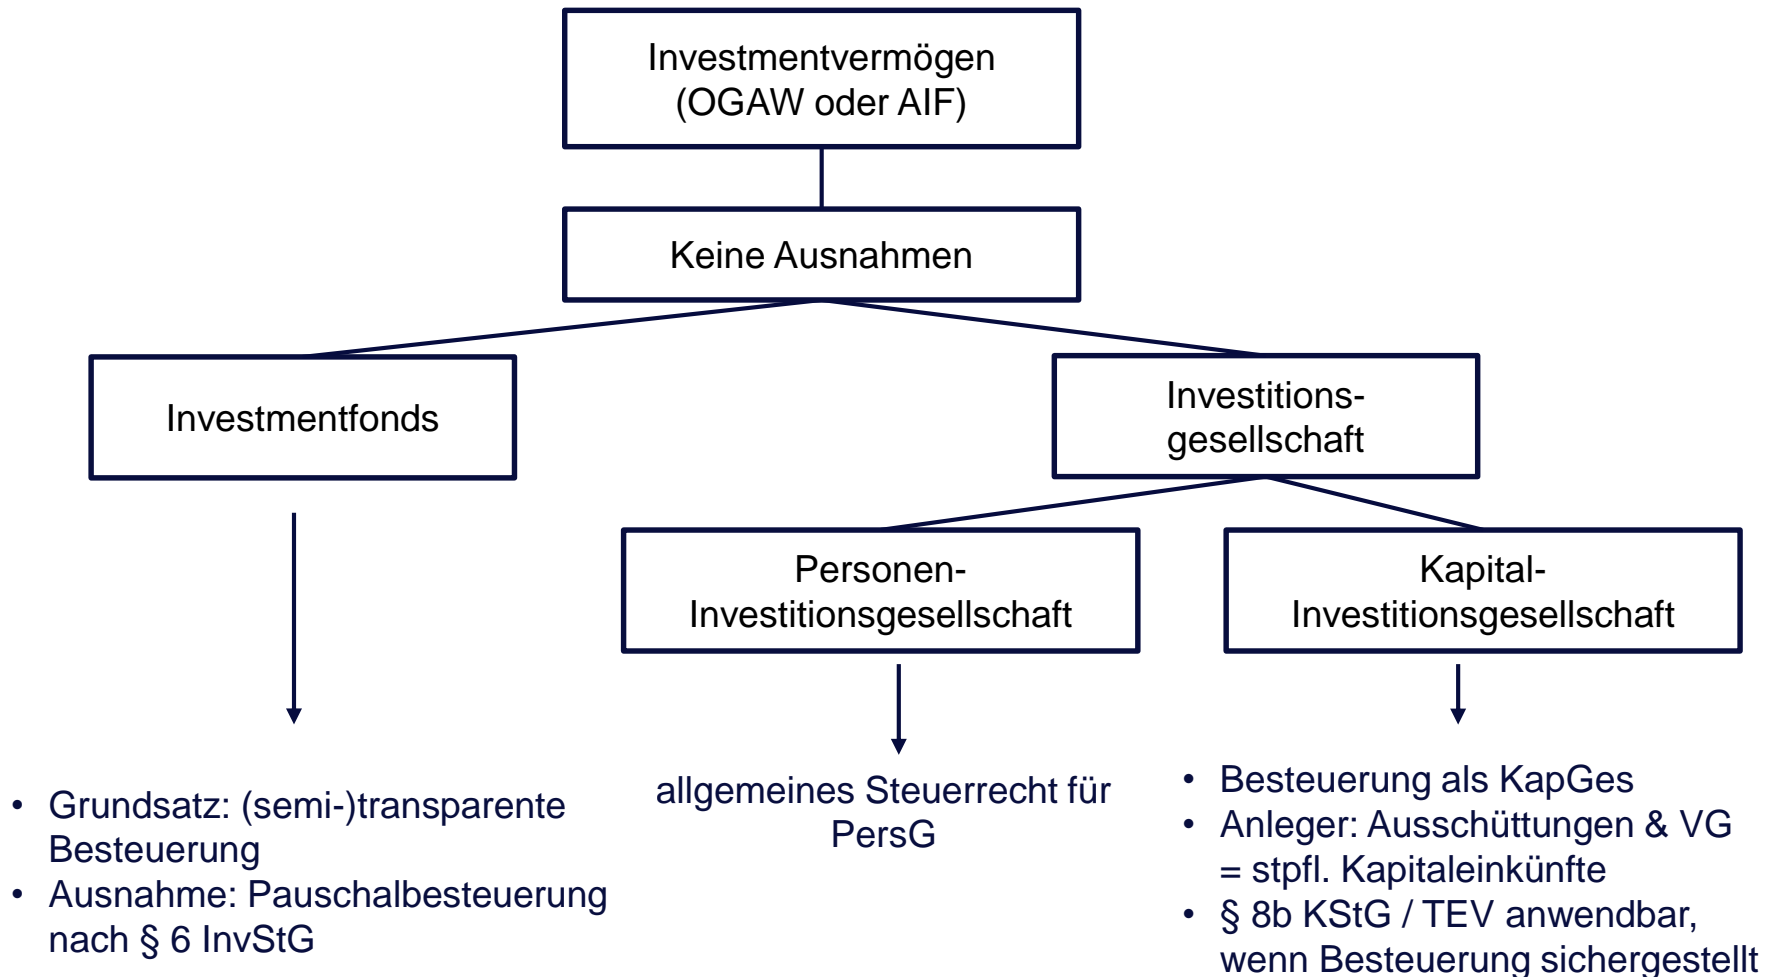 Investmentvermögen
(OGAW oder AIF)
Keine Ausnahmen
Investmentfonds
Investitions-
gesellschaft
Personen-
Investitionsgesellschaft
Kapital-
Investitionsgesellschaft
• Grundsatz: (semi-)transparente
Besteuerung
• Ausnahme: Pauschalbesteuerung
nach § 6 InvStG
allgemeines Steuerrecht für
PersG
• Besteuerung als KapGes
• Anleger: Ausschüttungen & VG
= stpfl. Kapitaleinkünfte
• § 8b KStG / TEV anwendbar,
wenn Besteuerung sichergestellt